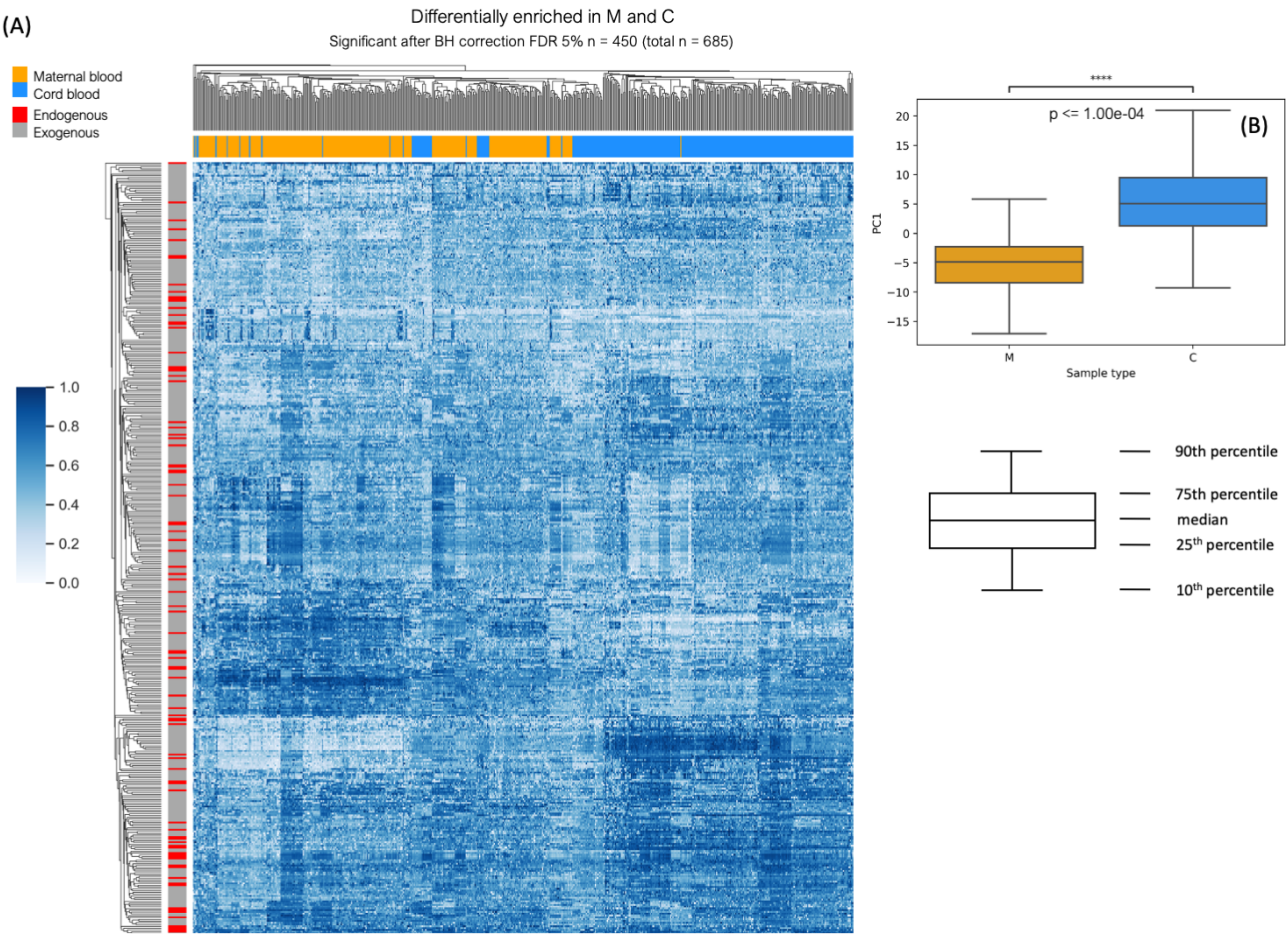 (A)
Differentially enriched in M and C
Significant after BH correction FDR 5% n = 450 (total n = 685)
Maternal blood
Cord blood
Endogenous
Exogenous
1.0
0.8
0.6
0.4
0.2
0.0
****
p <= 1.00e-04
(B)
20
15
10
5
0
−5
−10
−15
PC1
M
C
Sample type
90th percentile
75th percentile
median
25th percentile
10th percentile